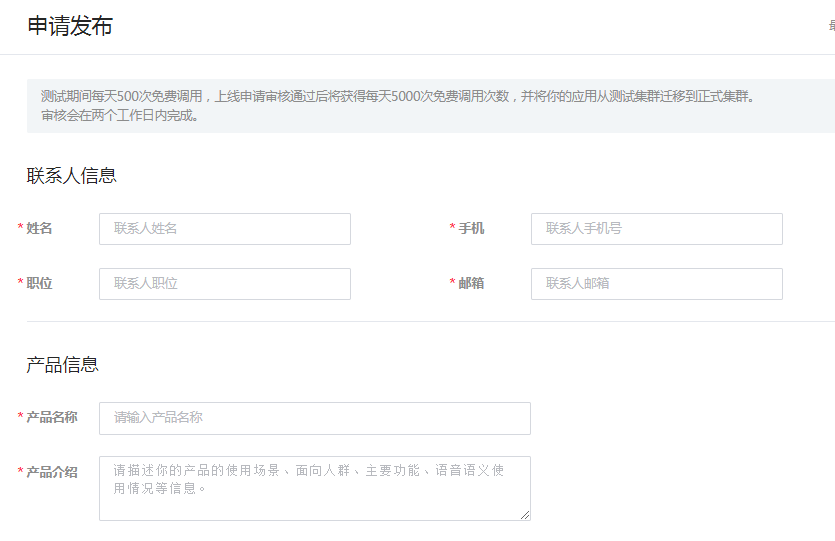 申请发布
测试期间每天500次免费调用，上线申请审核通过后将获得每天5000次免费调用次数，并将你的应用从测试集群迁移到正式集群。
审核会在两个工作日内完成。
联系人信息
* 姓名 联系人姓名 * 手机 联系人手机号
* 职位 联系人职位 * 邮箱 联系人邮箱
产品信息
* 产品名称 请输入产品名称
* 产品介绍 请描述你的产品的使用场景、面向人群、主要功能、语音语义使
用情况等信息。